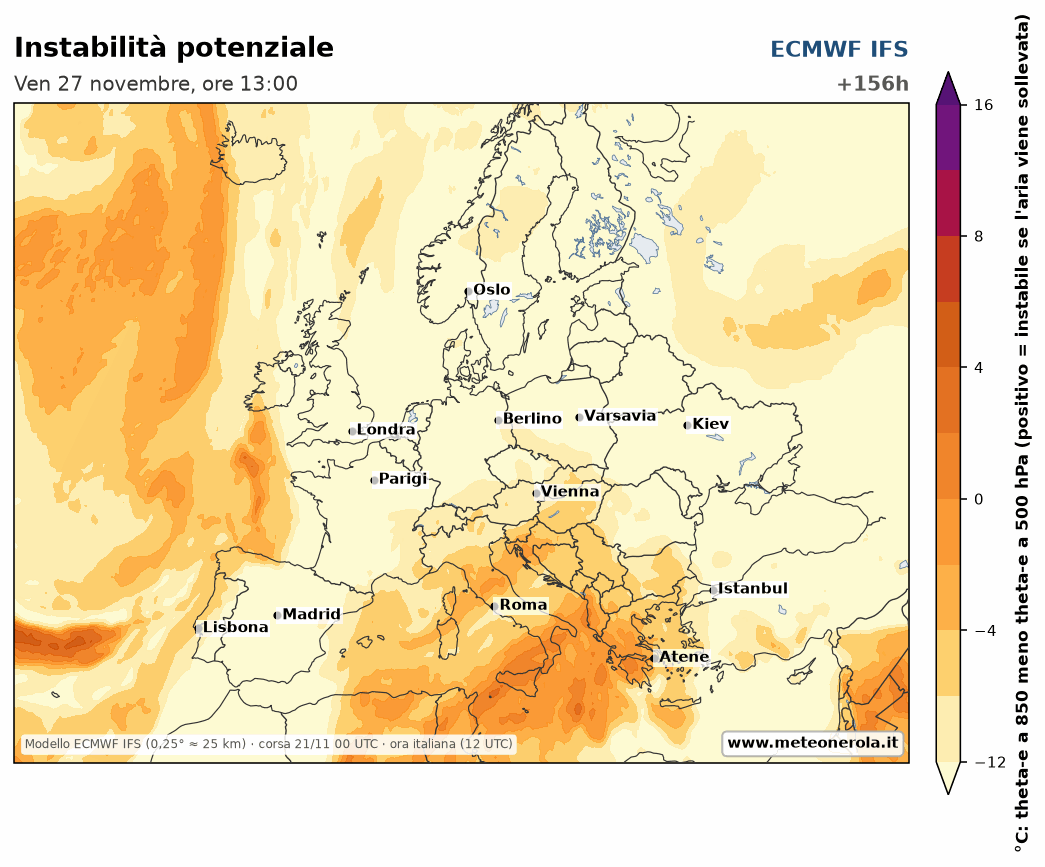 Instabilità potenziale
ECMWF IFS
Ven 27 novembre, ore 13:00
+156h
Oslo
Londra
Berlino
Varsavia
Kiev
Parigi
Vienna
Madrid
Lisbona
Roma
Istanbul
Atene
Modello ECMWF IFS (0,25° ≈ 25 km) · corsa 21/11 00 UTC · ora italiana (12 UTC)
www.meteonerola.it
16
8
4
0
−4
−12
°C: theta-e a 850 meno theta-e a 500 hPa (positivo = instabile se l'aria viene sollevata)